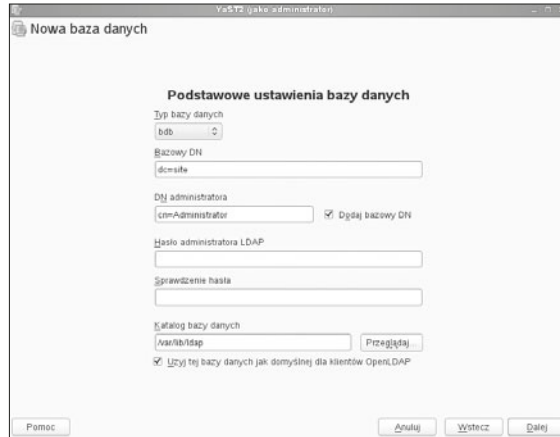 YaST2 (jako administrator)
Nowa baza danych
Podstawowe ustawienia bazy danych
Typ bazy danych
bdb
Bazowy DN
dc=site
DN administratora
cn=Administrator
Dodaj bazowy DN
Hasło administratora LDAP
Sprawdzenie hasła
Katalog bazy danych
/var/lib/ldap
Przeglądaj...
Użyj tej bazy danych jak domyślnej dla klientów OpenLDAP
Pomoc
Anuluj
Wstecz
Dalej